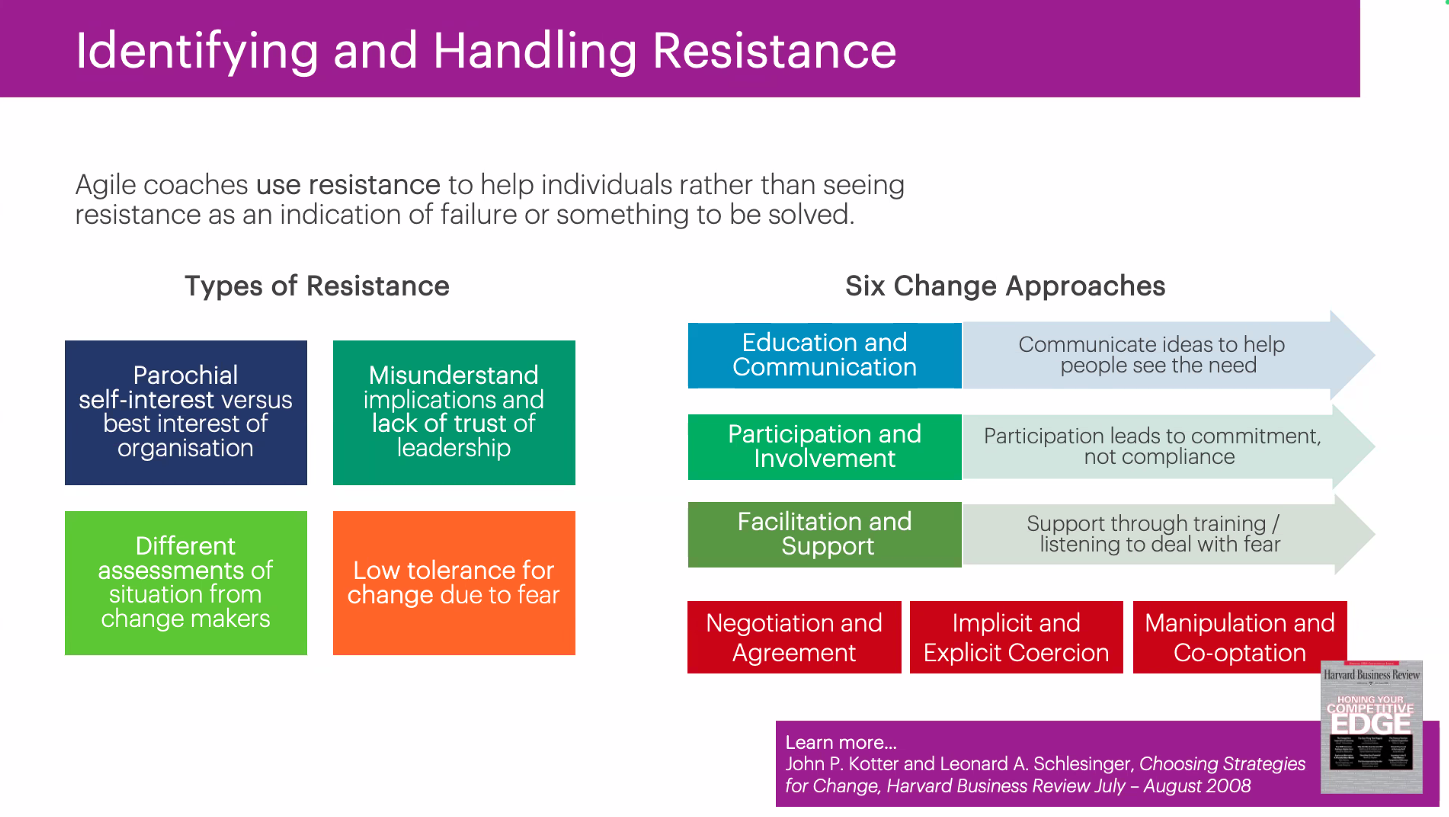 Identifying and Handling Resistance
Agile coaches use resistance to help individuals rather than seeing
resistance as an indication of failure or something to be solved.
Types of Resistance
Parochial
self-interest versus
best interest of
organisation
Misunderstand
implications and
lack of trust of
leadership
Different
assessments of
situation from
change makers
Low tolerance for
change due to fear
Six Change Approaches
Education and
Communication
Communicate ideas to help
people see the need
Participation and
Involvement
Participation leads to commitment,
not compliance
Facilitation and
Support
Support through training /
listening to deal with fear
Negotiation and
Agreement
Implicit and
Explicit Coercion
Manipulation and
Co-optation
Learn more...
John P. Kotter and Leonard A. Schlesinger, Choosing Strategies
for Change, Harvard Business Review July – August 2008
Harvard Business Review
HONING YOUR
COMPETITIVE
EDGE